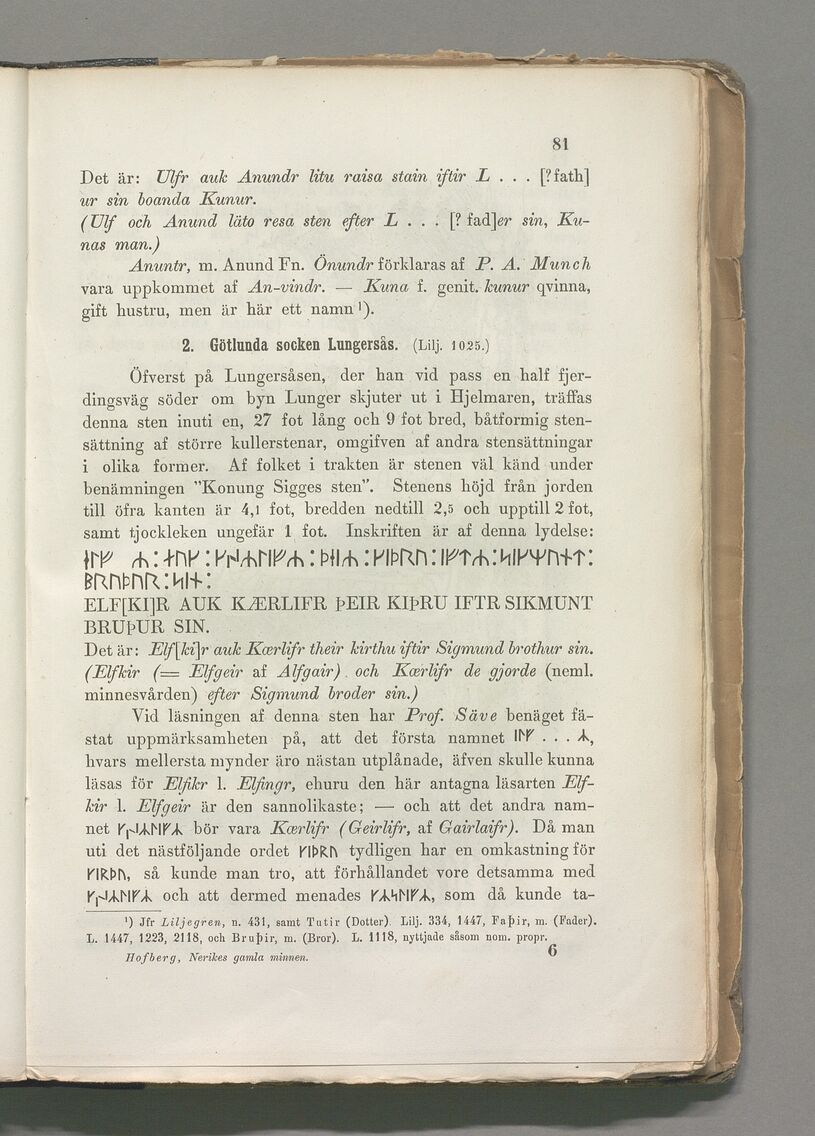 81
Det är: Ulfr auk Anundr litu raisa stain iftir L . . . [?fath]
ur sin boanda Kunur.
(Ulf och Anund läto resa sten efter L . . . [? fad]er sin, Ku-
nas man.)
Anuntr, m. Anund Fn. Önundr förklaras af P. A. Munch
vara uppkommet af An-vindr. — Kuna f. genit. kunur qvinna,
gift hustru, men är här ett namn ¹).
2. Götlunda socken Lungersås. (Lilj. 1025.)
Öfverst på Lungersåsen, der han vid pass en half fjer-
dingsväg söder om byn Lunger skjuter ut i Hjelmaren, träffas
denna sten inuti en, 27 fot lång och 9 fot bred, båtformig sten-
sättning af större kullerstenar, omgifven af andra stensättningar
i olika former. Af folket i trakten är stenen väl känd under
benämningen ”Konung Sigges sten”. Stenens höjd från jorden
till öfra kanten är 4,1 fot, bredden nedtill 2,5 och upptill 2 fot,
samt tjockleken ungefär 1 fot. Inskriften är af denna lydelse:
ᚱᚢᚦᚢᚱ : ᛋᛁᚾ :
ELF[KI]R AUK KÆRLIFR ÞEIR KIÞRU IFTR SIKMUNT
BRUÞUR SIN.
Det är: Elf[ki]r auk Kærlifr their kirthu iftir Sigmund brothur sin.
(Elfkir (= Elfgeir af Alfgair) och Kærlifr de gjorde (neml.
minnesvården) efter Sigmund broder sin.)
Vid läsningen af denna sten har Prof. Säve benäget fä-
stat uppmärksamheten på, att det första namnet ᛁᛚᚠ . . . ᛣ,
hvars mellersta mynder äro nästan utplånade, äfven skulle kunna
läsas för Elfikr l. Elfingr, ehuru den här antagna läsarten Elf-
kir l. Elfgeir är den sannolikaste; — och att det andra nam-
net bör vara Kærlifr (Geirlifr, af Gairlaifr). Då man
uti det nästföljande ordet ᚴᛁᚦᚱᚢ tydligen har en omkastning för
ᚴᛁᚱᚦᚢ, så kunde man tro, att förhållandet vore detsamma med
och att dermed menades som då kunde ta-
¹) Jfr Liljegren, n. 431, samt Tutir (Dotter). Lilj. 334, 1447, Faþir, m. (Fader).
L. 1447, 1223, 2118, och Bruþir, m. (Bror). L. 1118, nyttjade såsom nom. propr.
Hofberg, Nerikes gamla minnen. 6